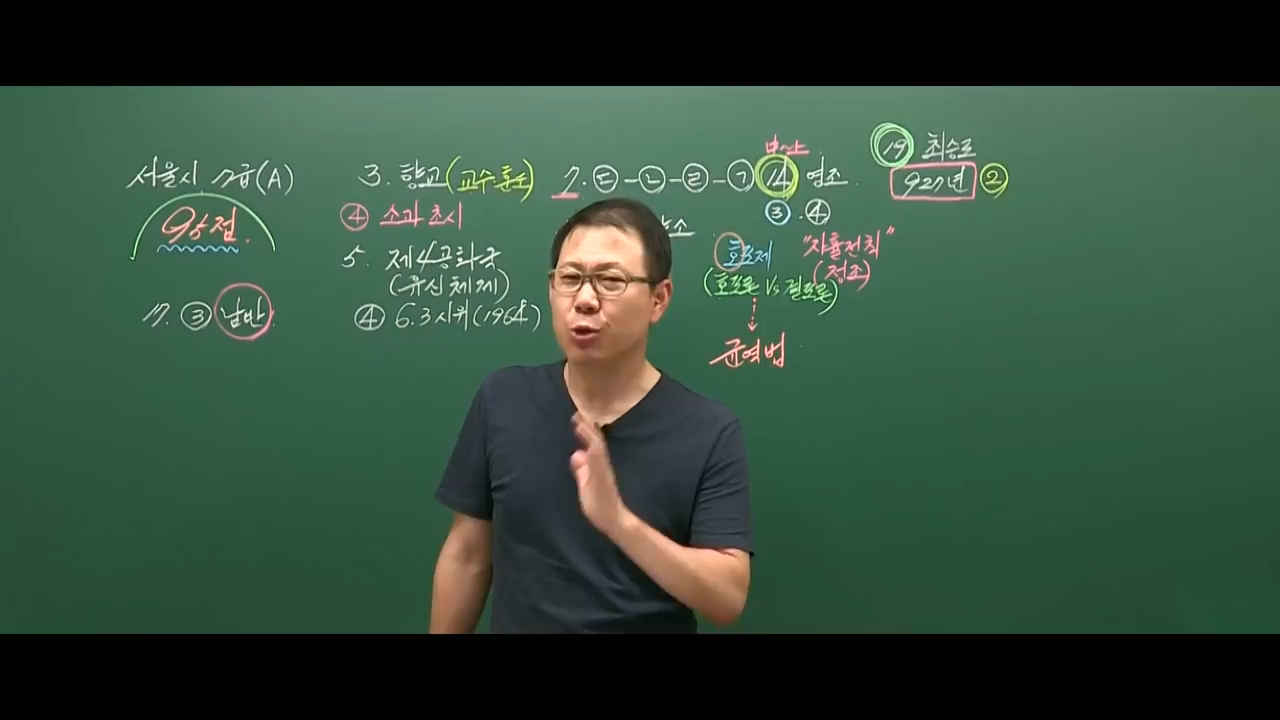 서울시 7급(A)
95점.
7. ③ 남반
3. 향교(교수·훈도)
④ 소과 초시
5. 제4공화국
(유신체제)
④ 6.3시위(1964)
7. ㄷ-ㄴ-ㄹ-ㄱ
14 영조
③ . ④
호포제
(호포론 Vs 결포론)
균역법
"자휼전칙"
(정조)
19 최승로
927년 ②